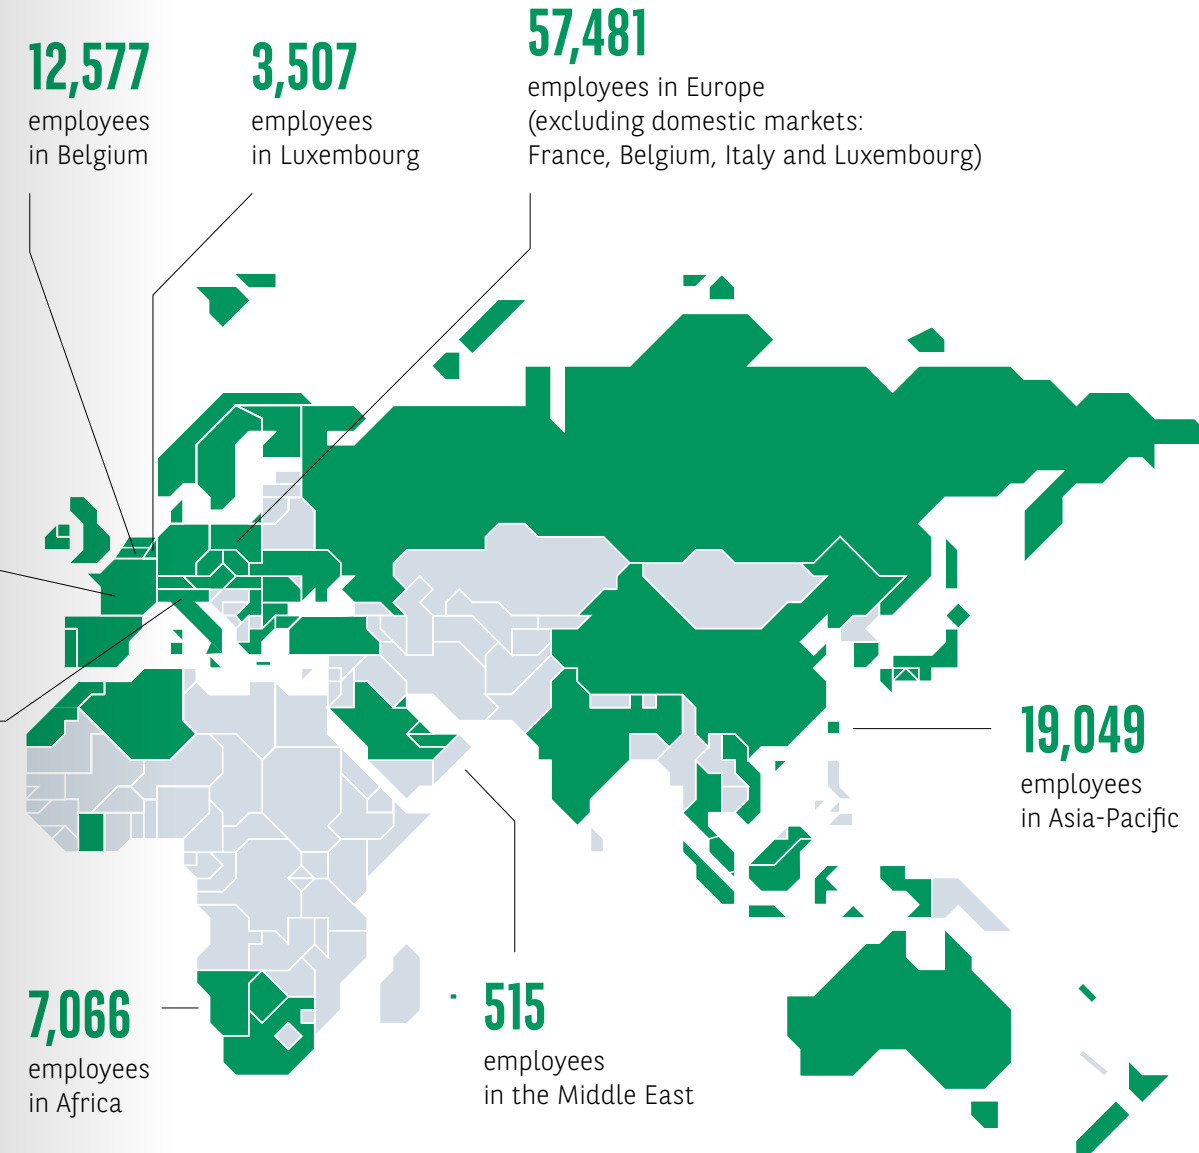 12,577
employees
in Belgium
3,507
employees
in Luxembourg
57,481
employees in Europe
(excluding domestic markets:
France, Belgium, Italy and Luxembourg)
19,049
employees
in Asia-Pacific
7,066
employees
in Africa
515
employees
in the Middle East